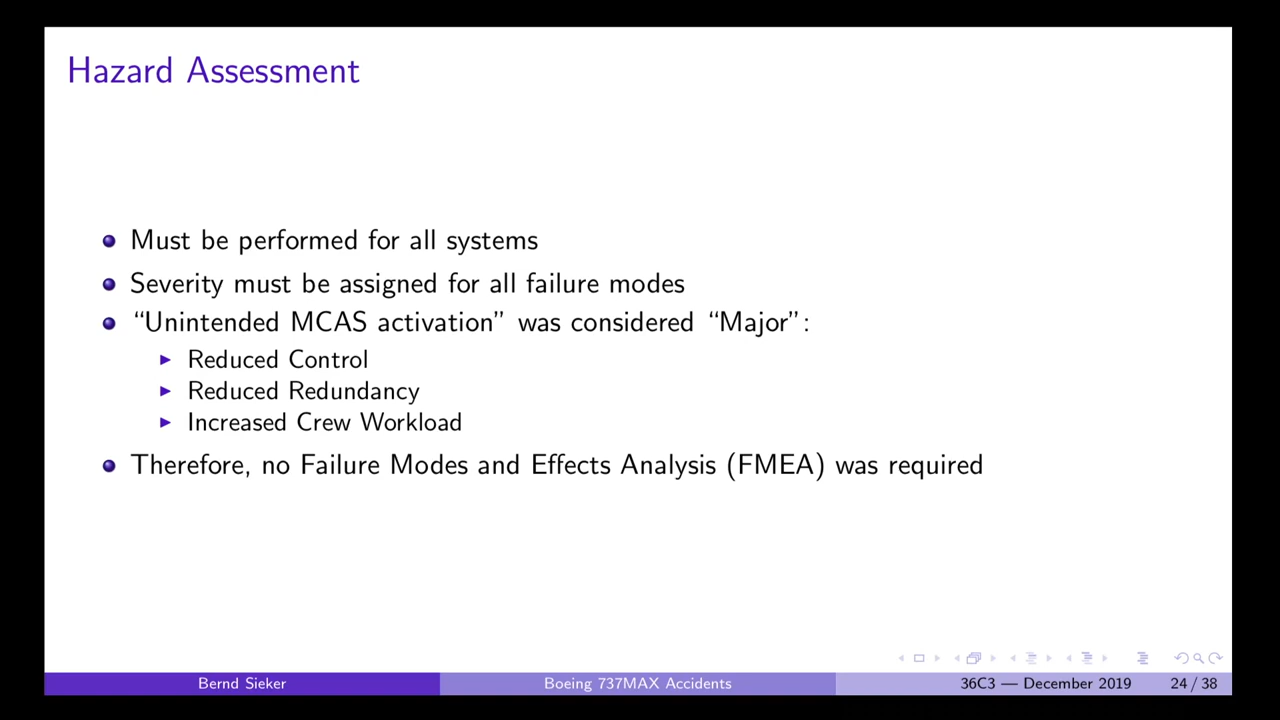 Hazard Assessment
Must be performed for all systems
Severity must be assigned for all failure modes
“Unintended MCAS activation” was considered “Major”:
Reduced Control
Reduced Redundancy
Increased Crew Workload
Therefore, no Failure Modes and Effects Analysis (FMEA) was required
Bernd Sieker Boeing 737MAX Accidents 36C3 — December 2019 24 / 38